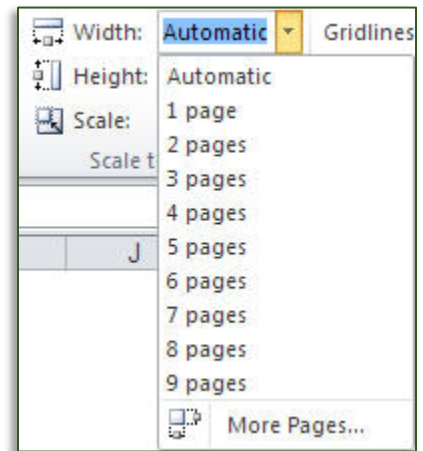 Width: Automatic Gridlines
Height: Automatic
Scale: 1 page
2 pages
Scale t
3 pages
4 pages
J
5 pages
6 pages
7 pages
8 pages
9 pages
More Pages...